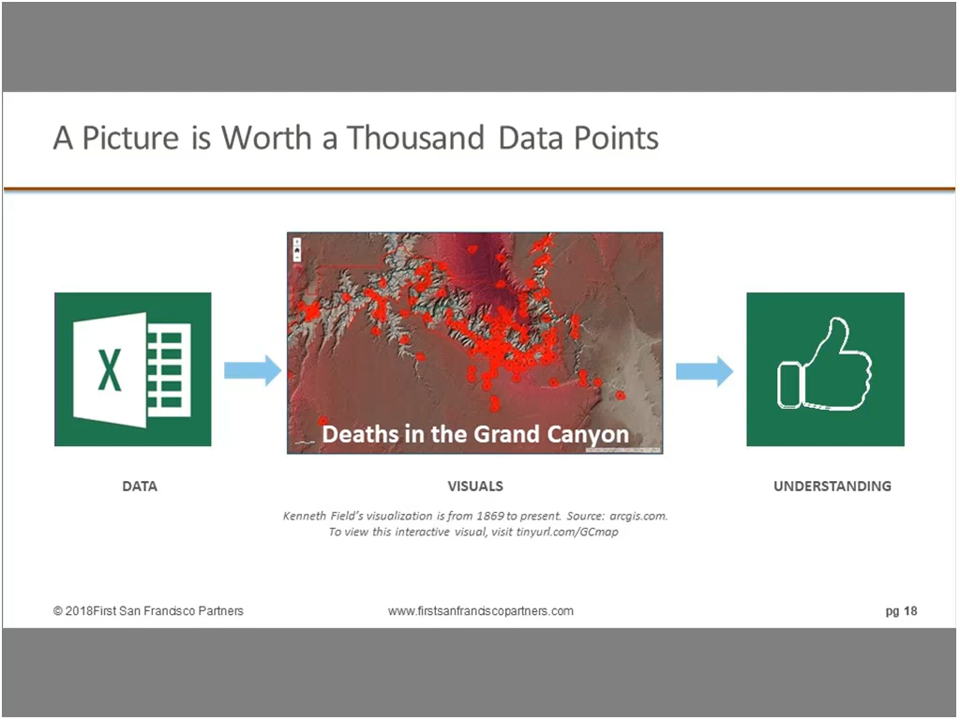 A Picture is Worth a Thousand Data Points
X
Deaths in the Grand Canyon
DATA
VISUALS
UNDERSTANDING
Kenneth Field's visualization is from 1869 to present. Source: arcgis.com.
To view this interactive visual, visit tinyurl.com/GCmap
© 2018First San Francisco Partners
www.firstsanfranciscopartners.com
pg 18